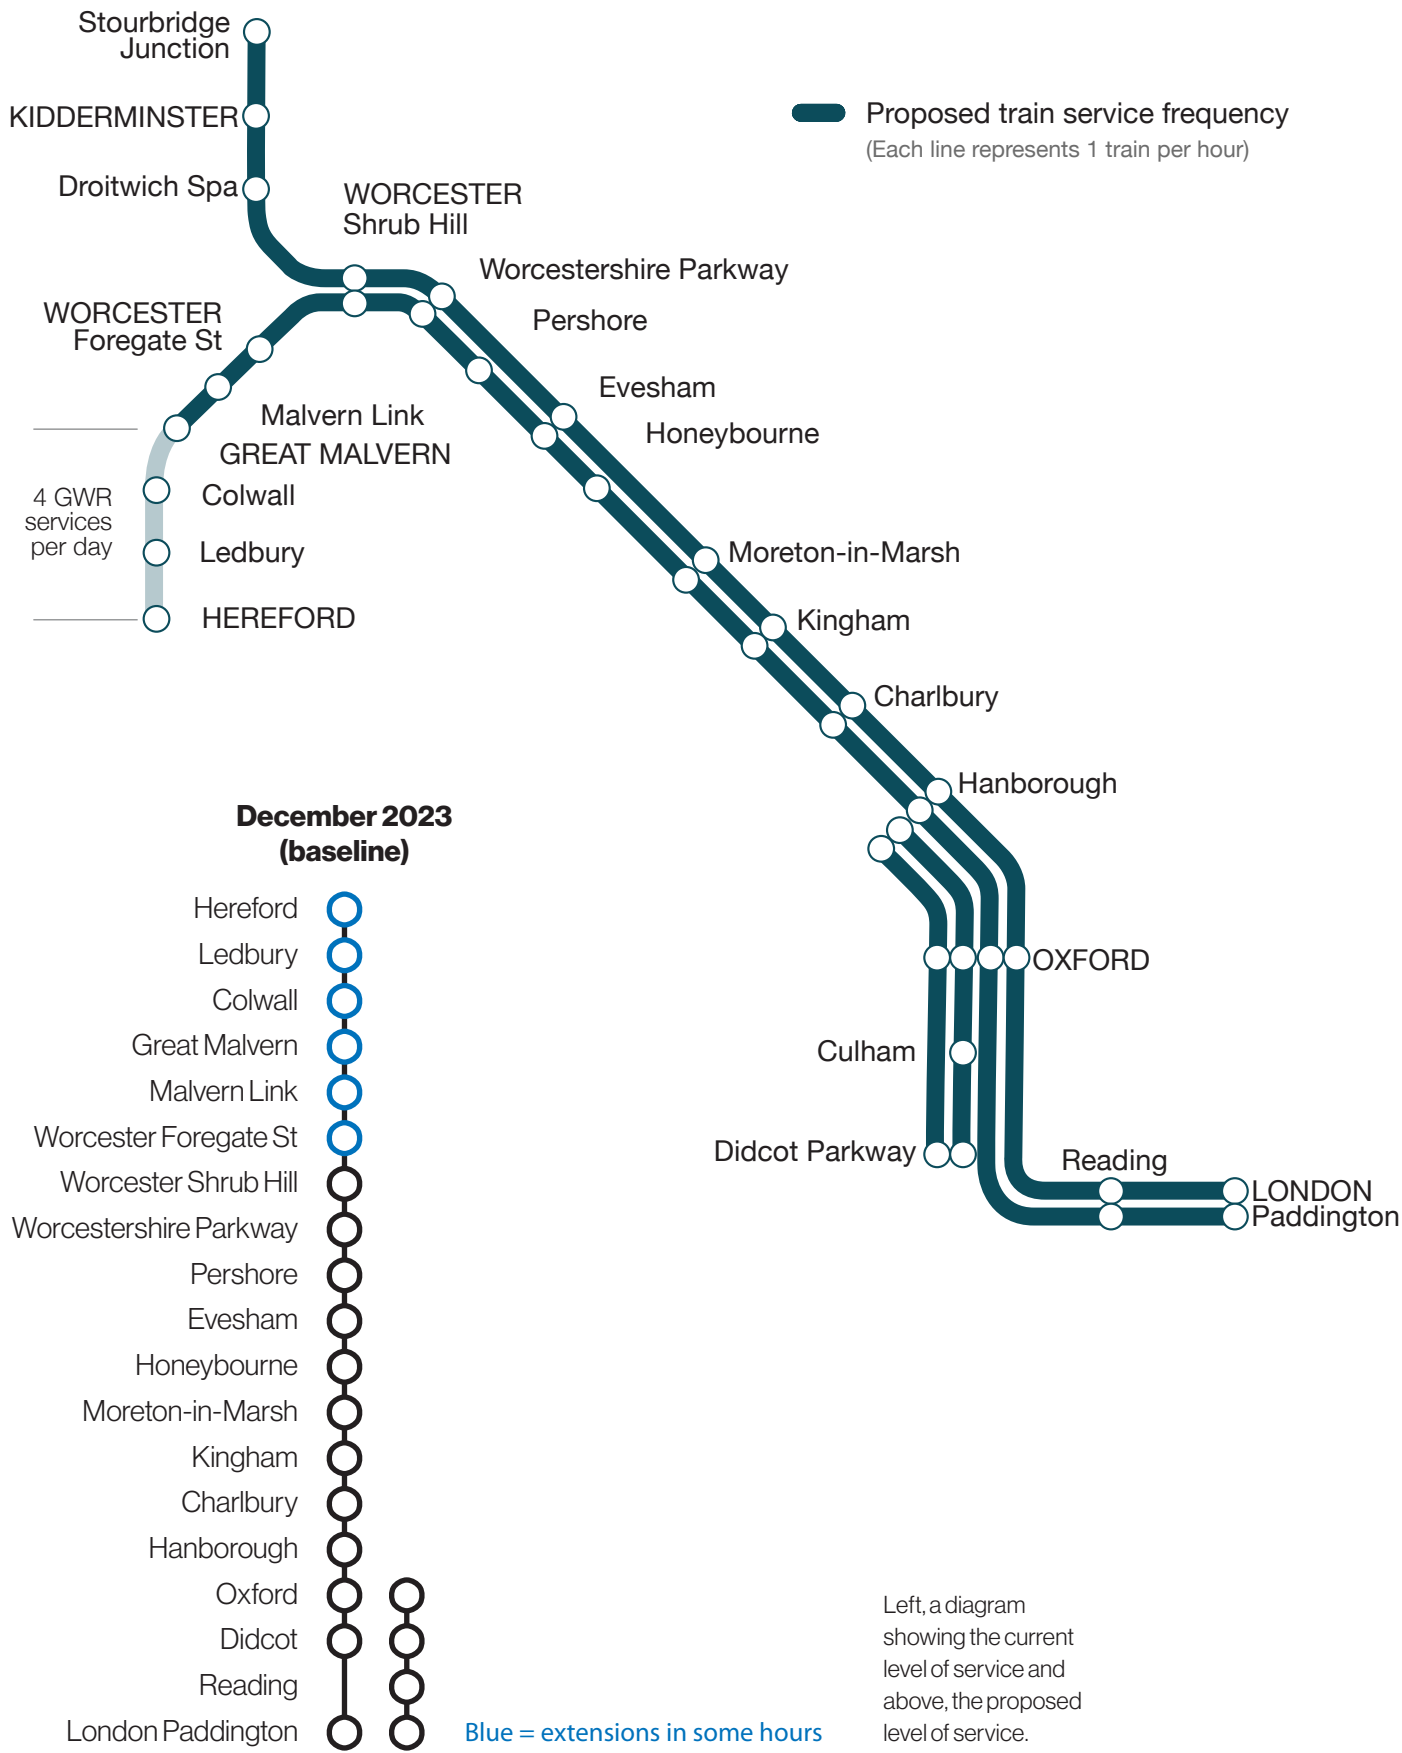 Stourbridge
Junction
KIDDERMINSTER
Droitwich Spa
Proposed train service frequency
(Each line represents 1 train per hour)
WORCESTER
Shrub Hill
Worcestershire Parkway
WORCESTER
Foregate St
Pershore
Evesham
Malvern Link
Honeybourne
GREAT MALVERN
4 GWR
services
per day
Colwall
Ledbury
HEREFORD
Moreton-in-Marsh
Kingham
Charlbury
Hanborough
OXFORD
Culham
Didcot Parkway
Reading
LONDON
Paddington
December 2023
(baseline)
Hereford
Ledbury
Colwall
Great Malvern
Malvern Link
Worcester Foregate St
Worcester Shrub Hill
Worcestershire Parkway
Pershore
Evesham
Honeybourne
Moreton-in-Marsh
Kingham
Charlbury
Hanborough
Oxford
Didcot
Reading
London Paddington
Blue = extensions in some hours
Left, a diagram
showing the current
level of service and
above, the proposed
level of service.